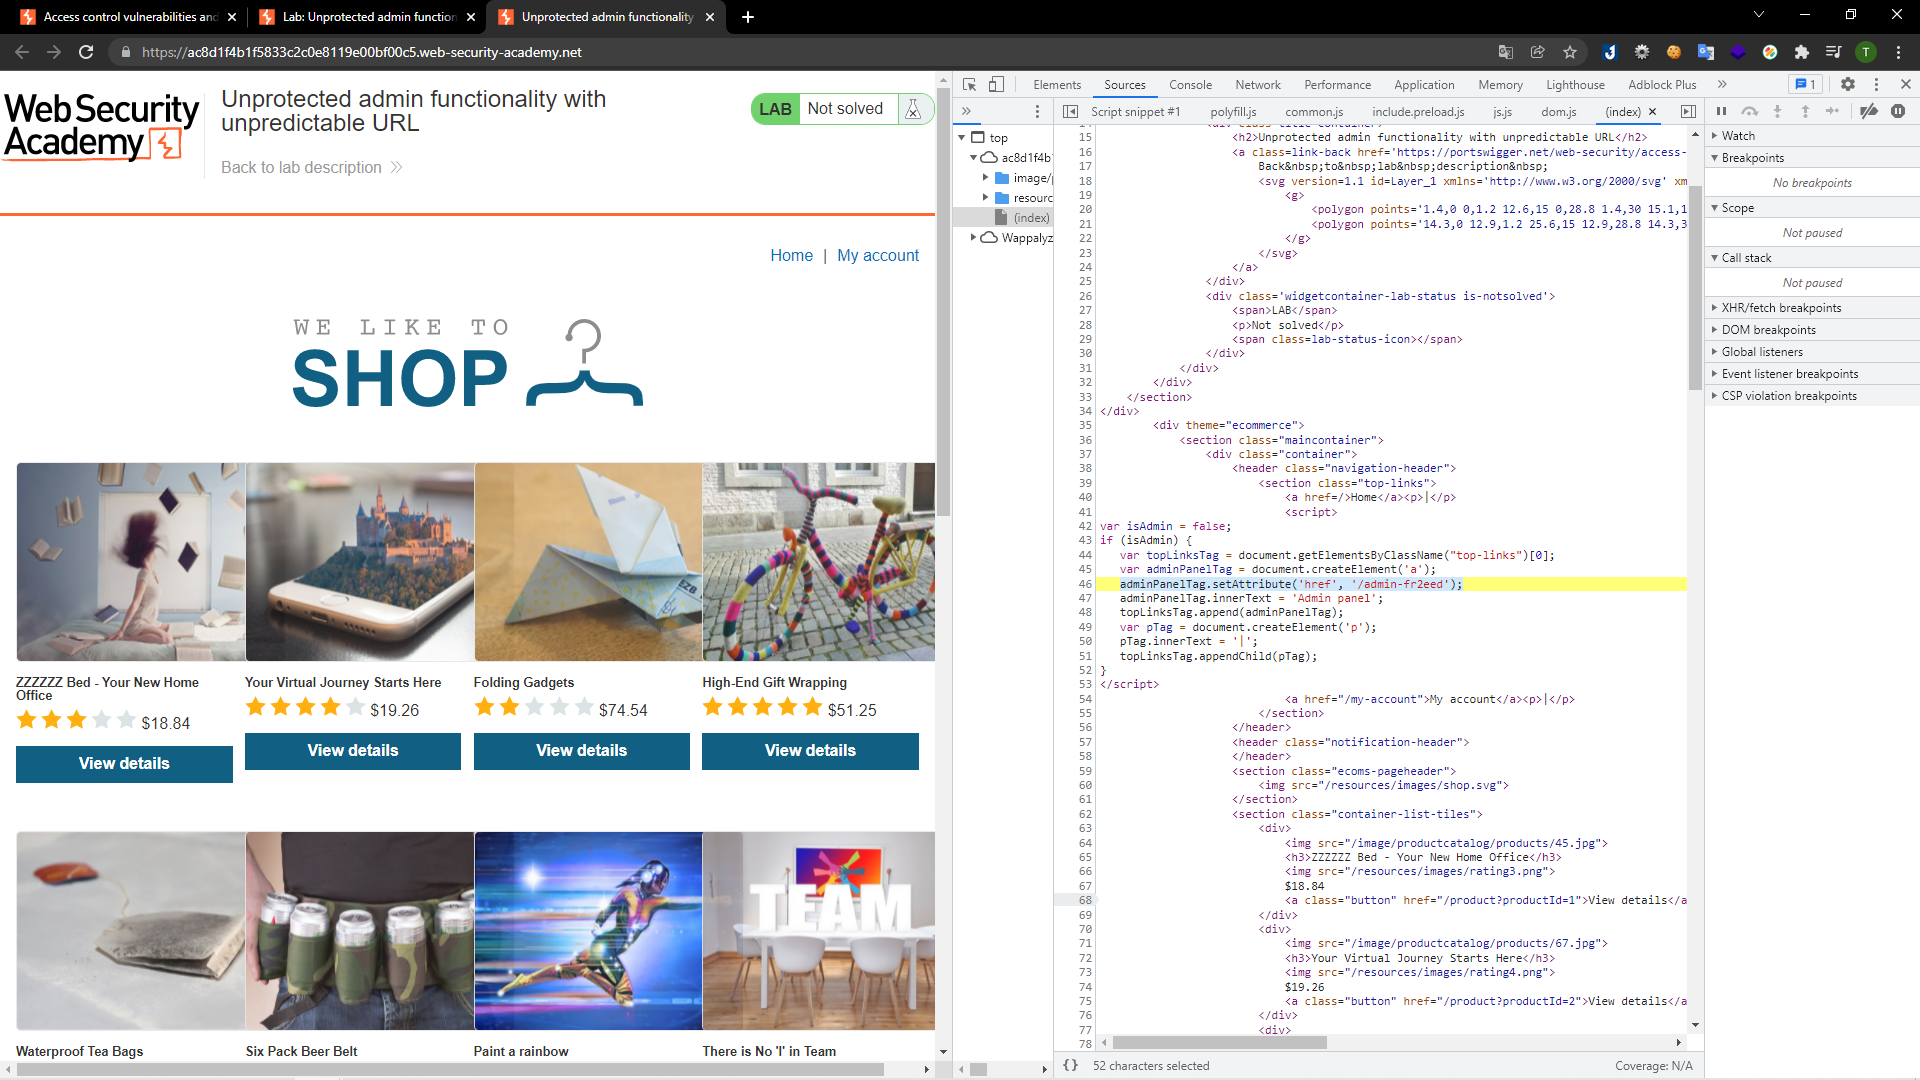 Access control vulnerabilities and
Lab: Unprotected admin function
Unprotected admin functionality
https://ac8d1f4b1f5833c2c0e8119e00bf00c5.web-security-academy.net
T
Web Security
Academy
Unprotected admin functionality with
unpredictable URL
Back to lab description
LAB Not solved
Home | My account
WE LIKE TO
SHOP
EZB
ZZZZZZ Bed - Your New Home
Office
$18.84
View details
Your Virtual Journey Starts Here
$19.26
View details
Folding Gadgets
$74.54
View details
High-End Gift Wrapping
$51.25
View details
TEAM
Waterproof Tea Bags
Six Pack Beer Belt
Paint a rainbow
There is No 'I' in Team
Elements Sources Console Network Performance Application Memory Lighthouse Adblock Plus 1
Script snippet #1 polyfill.js common.js include.preload.js js.js dom.js (index)
top
ac8d1f4b
image/p
resourc
(index)
Wappalyz
15 <h2>Unprotected admin functionality with unpredictable URL</h2>
16 <a class=link-back href='https://portswigger.net/web-security/access-
17 Back&nbsp;to&nbsp;lab&nbsp;description&nbsp;
18 <svg version=1.1 id=Layer_1 xmlns='http://www.w3.org/2000/svg' xm
19 <g>
20 <polygon points='1.4,0 0,1.2 12.6,15 0,28.8 1.4,30 15.1,1
21 <polygon points='14.3,0 12.9,1.2 25.6,15 12.9,28.8 14.3,3
22 </g>
23 </svg>
24 </a>
25 </div>
26 <div class='widgetcontainer-lab-status is-notsolved'>
27 <span>LAB</span>
28 <p>Not solved</p>
29 <span class=lab-status-icon></span>
30 </div>
31 </div>
32 </div>
33 </section>
34 </div>
35 <div theme="ecommerce">
36 <section class="maincontainer">
37 <div class="container">
38 <header class="navigation-header">
39 <section class="top-links">
40 <a href=/>Home</a><p>|</p>
41 <script>
42 var isAdmin = false;
43 if (isAdmin) {
44 var topLinksTag = document.getElementsByClassName("top-links")[0];
45 var adminPanelTag = document.createElement('a');
46 adminPanelTag.setAttribute('href', '/admin-fr2eed');
47 adminPanelTag.innerText = 'Admin panel';
48 topLinksTag.append(adminPanelTag);
49 var pTag = document.createElement('p');
50 pTag.innerText = '|';
51 topLinksTag.appendChild(pTag);
52 }
53 </script>
54 <a href="/my-account">My account</a><p>|</p>
55 </section>
56 </header>
57 <header class="notification-header">
58 </header>
59 <section class="ecoms-pageheader">
60 <img src="/resources/images/shop.svg">
61 </section>
62 <section class="container-list-tiles">
63 <div>
64 <img src="/image/productcatalog/products/45.jpg">
65 <h3>ZZZZZZ Bed - Your New Home Office</h3>
66 <img src="/resources/images/rating3.png">
67 $18.84
68 <a class="button" href="/product?productId=1">View details</a
69 </div>
70 <div>
71 <img src="/image/productcatalog/products/67.jpg">
72 <h3>Your Virtual Journey Starts Here</h3>
73 <img src="/resources/images/rating4.png">
74 $19.26
75 <a class="button" href="/product?productId=2">View details</a
76 </div>
77 <div>
78
{} 52 characters selected
Coverage: N/A
Watch
Breakpoints
No breakpoints
Scope
Not paused
Call stack
Not paused
XHR/fetch breakpoints
DOM breakpoints
Global listeners
Event listener breakpoints
CSP violation breakpoints